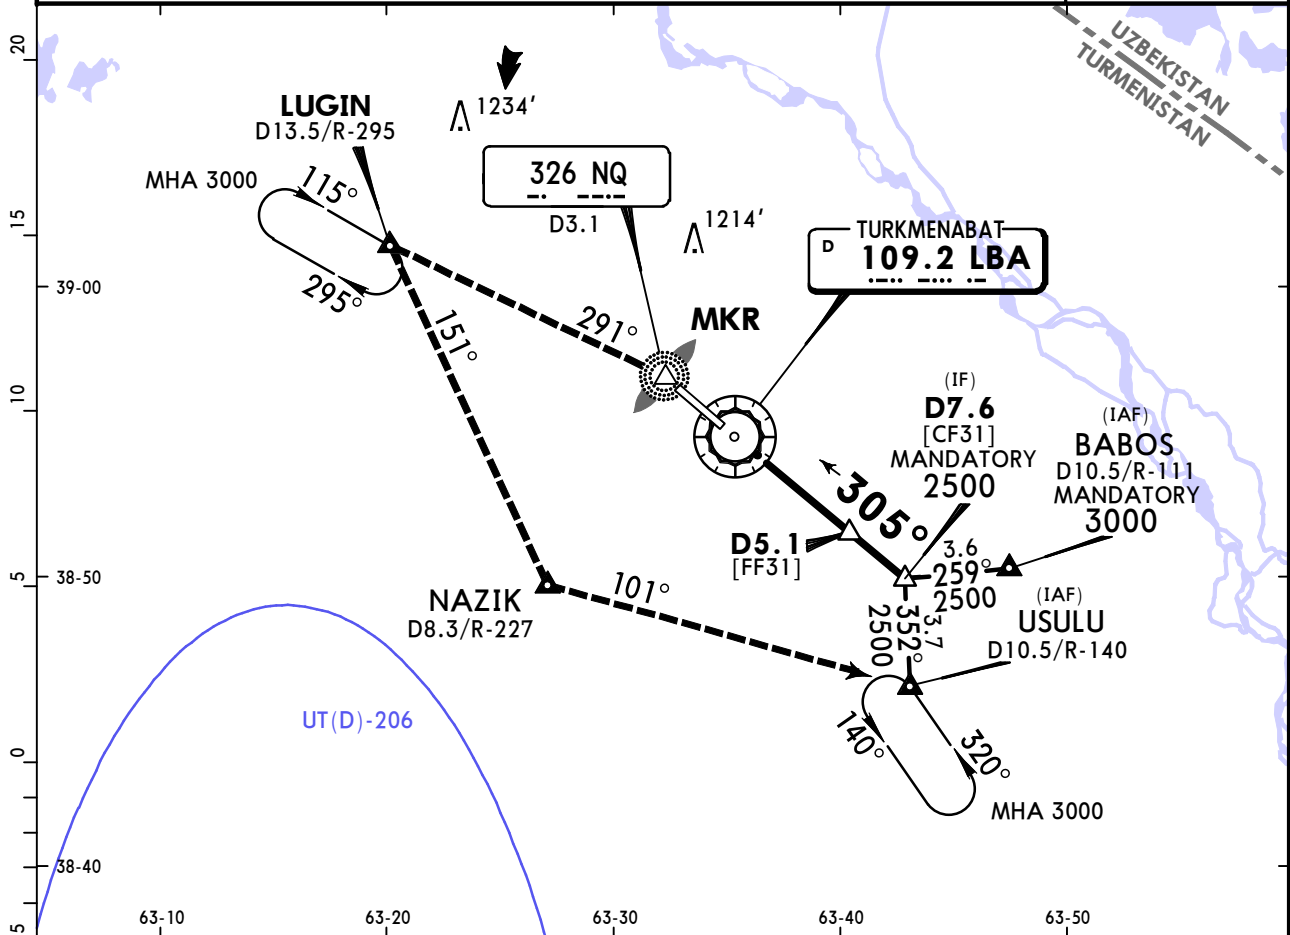 20
15
10
5
0
5
39-00
38-50
38-40
63-10
63-20
63-30
63-40
63-50
UZBEKISTAN
TURMENISTAN
LUGIN
D13.5/R-295
1234'
MHA 3000
115°
295°
326 NQ
D3.1
1214'
TURKMENABAT
D
109.2 LBA
MKR
291°
151°
(IF)
D7.6
[CF31]
MANDATORY
2500
(IAF)
BABOS
D10.5/R-111
MANDATORY
3000
305°
D5.1
[FF31]
3.6
259°
2500
(IAF)
USULU
D10.5/R-140
3.7
352°
2500
NAZIK
D8.3/R-227
101°
UT(D)-206
140°
320°
MHA 3000